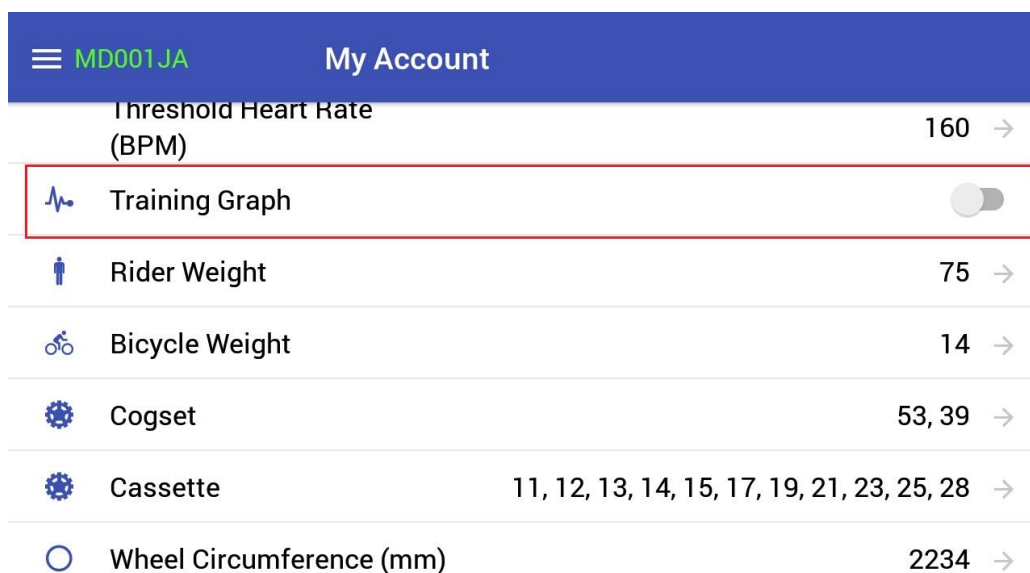 MD001JA My Account
Threshold Heart Rate
(BPM) 160
Training Graph
Rider Weight 75
Bicycle Weight 14
Cogset 53, 39
Cassette 11, 12, 13, 14, 15, 17, 19, 21, 23, 25, 28
Wheel Circumference (mm) 2234